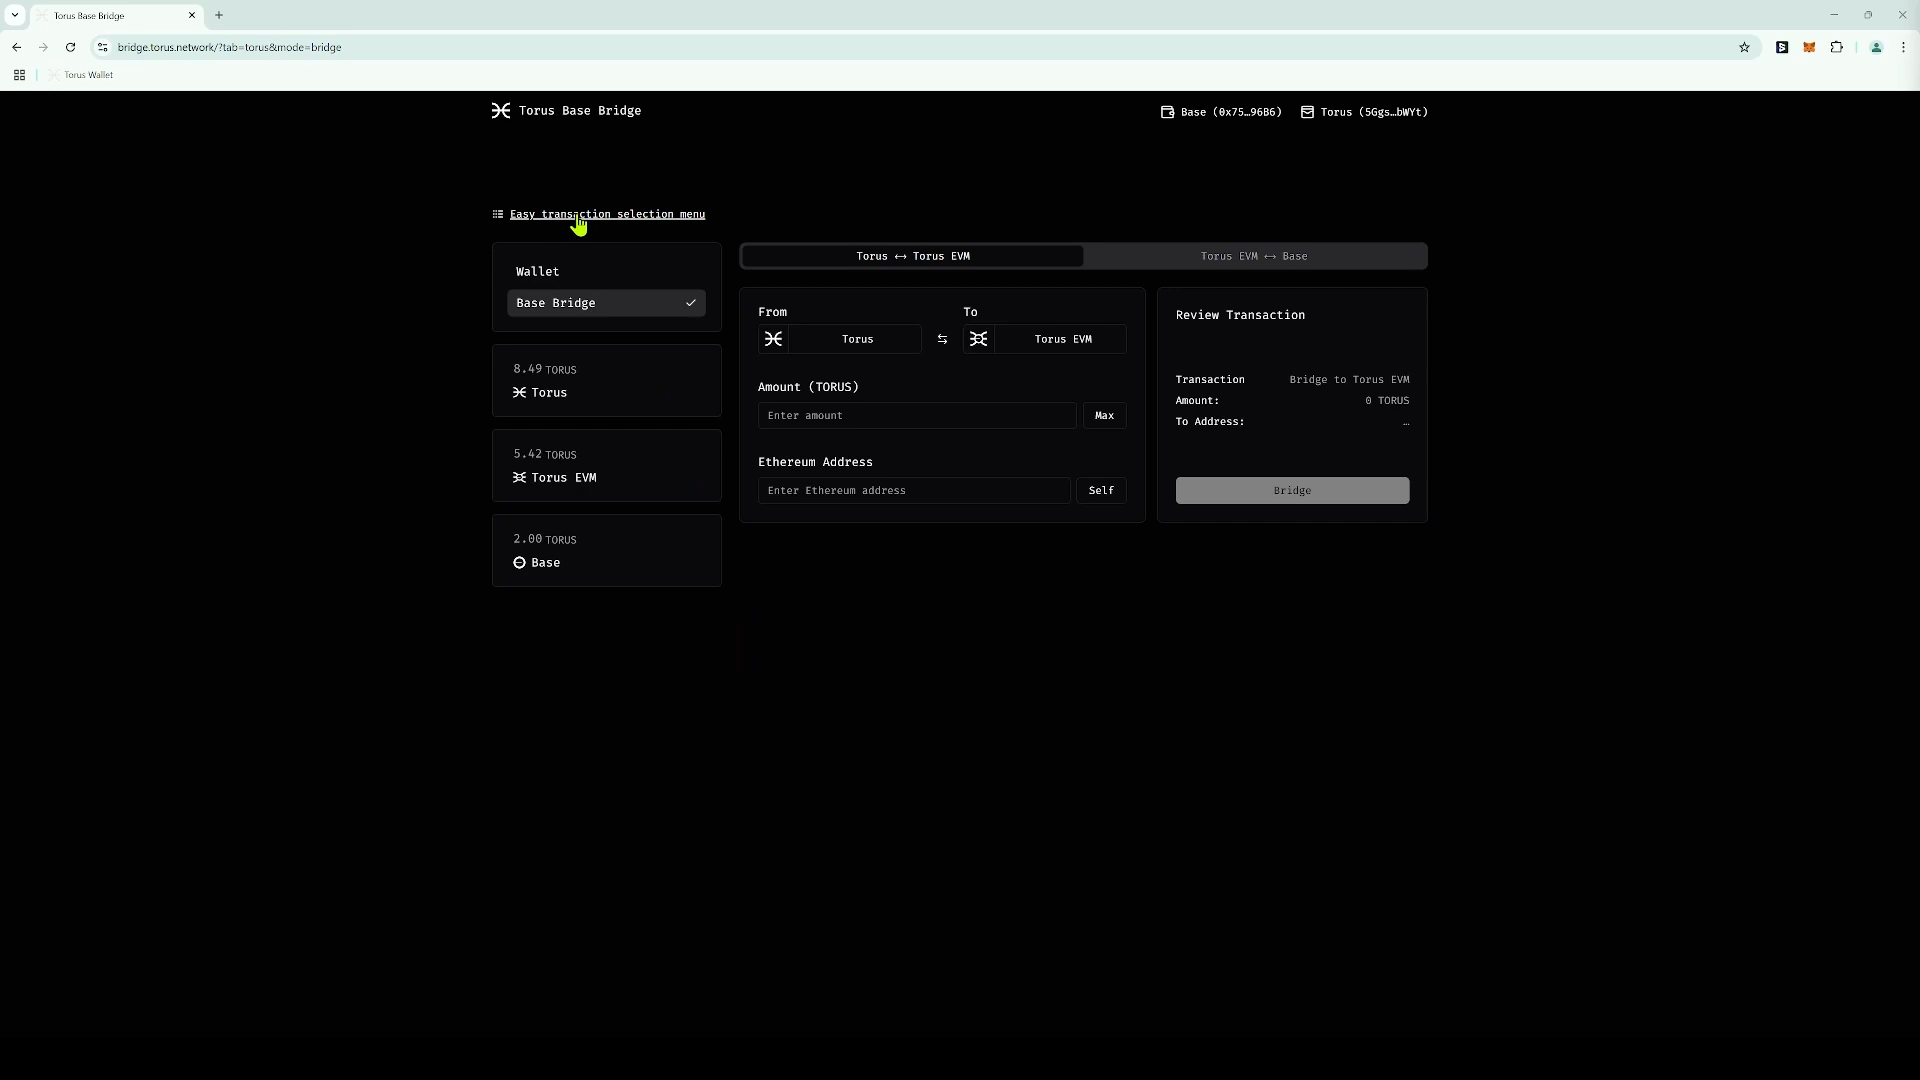 Torus Base Bridge
bridge.torus.network/?tab=torus&mode=bridge
Torus Wallet
Torus Base Bridge
Base (0x75…96B6)
Torus (5Ggs…bWYt)
Easy transaction selection menu
Wallet
Base Bridge
8.49 TORUS
Torus
5.42 TORUS
Torus EVM
2.00 TORUS
Base
Torus ↔ Torus EVM
Torus EVM ↔ Base
From
To
Torus
Torus EVM
Amount (TORUS)
Enter amount
Max
Ethereum Address
Enter Ethereum address
Self
Review Transaction
Transaction Bridge to Torus EVM
Amount: 0 TORUS
To Address: …
Bridge